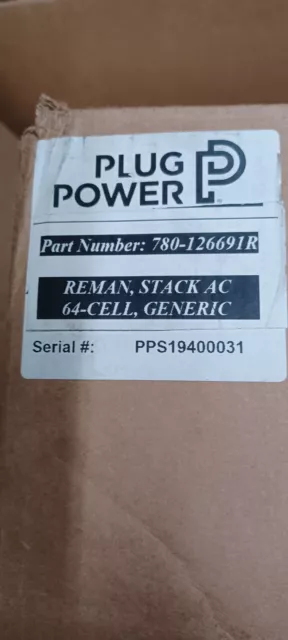 PLUG
POWER
Part Number: 780-126691R
REMAN, STACK AC
64-CELL, GENERIC
Serial #: PPS19400031